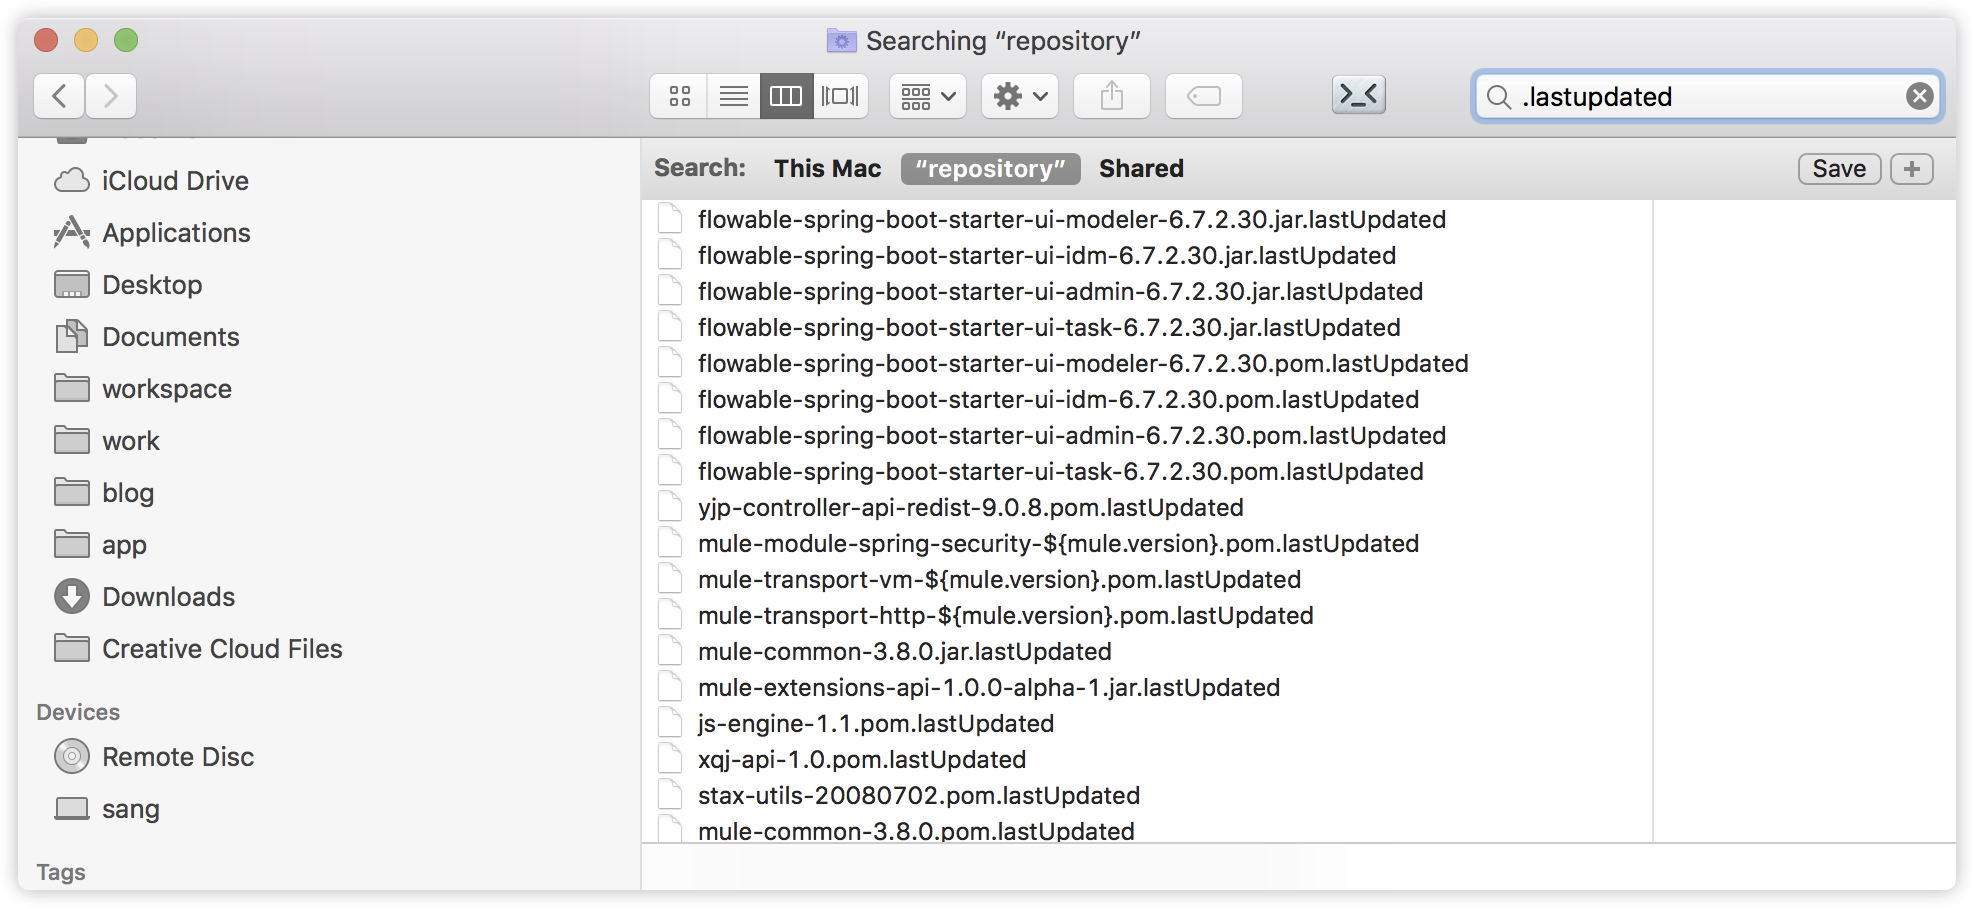 Searching “repository”
.lastupdated
Search: This Mac “repository” Shared Save
iCloud Drive
Applications
Desktop
Documents
workspace
work
blog
app
Downloads
Creative Cloud Files
Devices
Remote Disc
sang
Tags
flowable-spring-boot-starter-ui-modeler-6.7.2.30.jar.lastUpdated
flowable-spring-boot-starter-ui-idm-6.7.2.30.jar.lastUpdated
flowable-spring-boot-starter-ui-admin-6.7.2.30.jar.lastUpdated
flowable-spring-boot-starter-ui-task-6.7.2.30.jar.lastUpdated
flowable-spring-boot-starter-ui-modeler-6.7.2.30.pom.lastUpdated
flowable-spring-boot-starter-ui-idm-6.7.2.30.pom.lastUpdated
flowable-spring-boot-starter-ui-admin-6.7.2.30.pom.lastUpdated
flowable-spring-boot-starter-ui-task-6.7.2.30.pom.lastUpdated
yjp-controller-api-redist-9.0.8.pom.lastUpdated
mule-module-spring-security-${mule.version}.pom.lastUpdated
mule-transport-vm-${mule.version}.pom.lastUpdated
mule-transport-http-${mule.version}.pom.lastUpdated
mule-common-3.8.0.jar.lastUpdated
mule-extensions-api-1.0.0-alpha-1.jar.lastUpdated
js-engine-1.1.pom.lastUpdated
xqj-api-1.0.pom.lastUpdated
stax-utils-20080702.pom.lastUpdated
mule-common-3.8.0.pom.lastUpdated